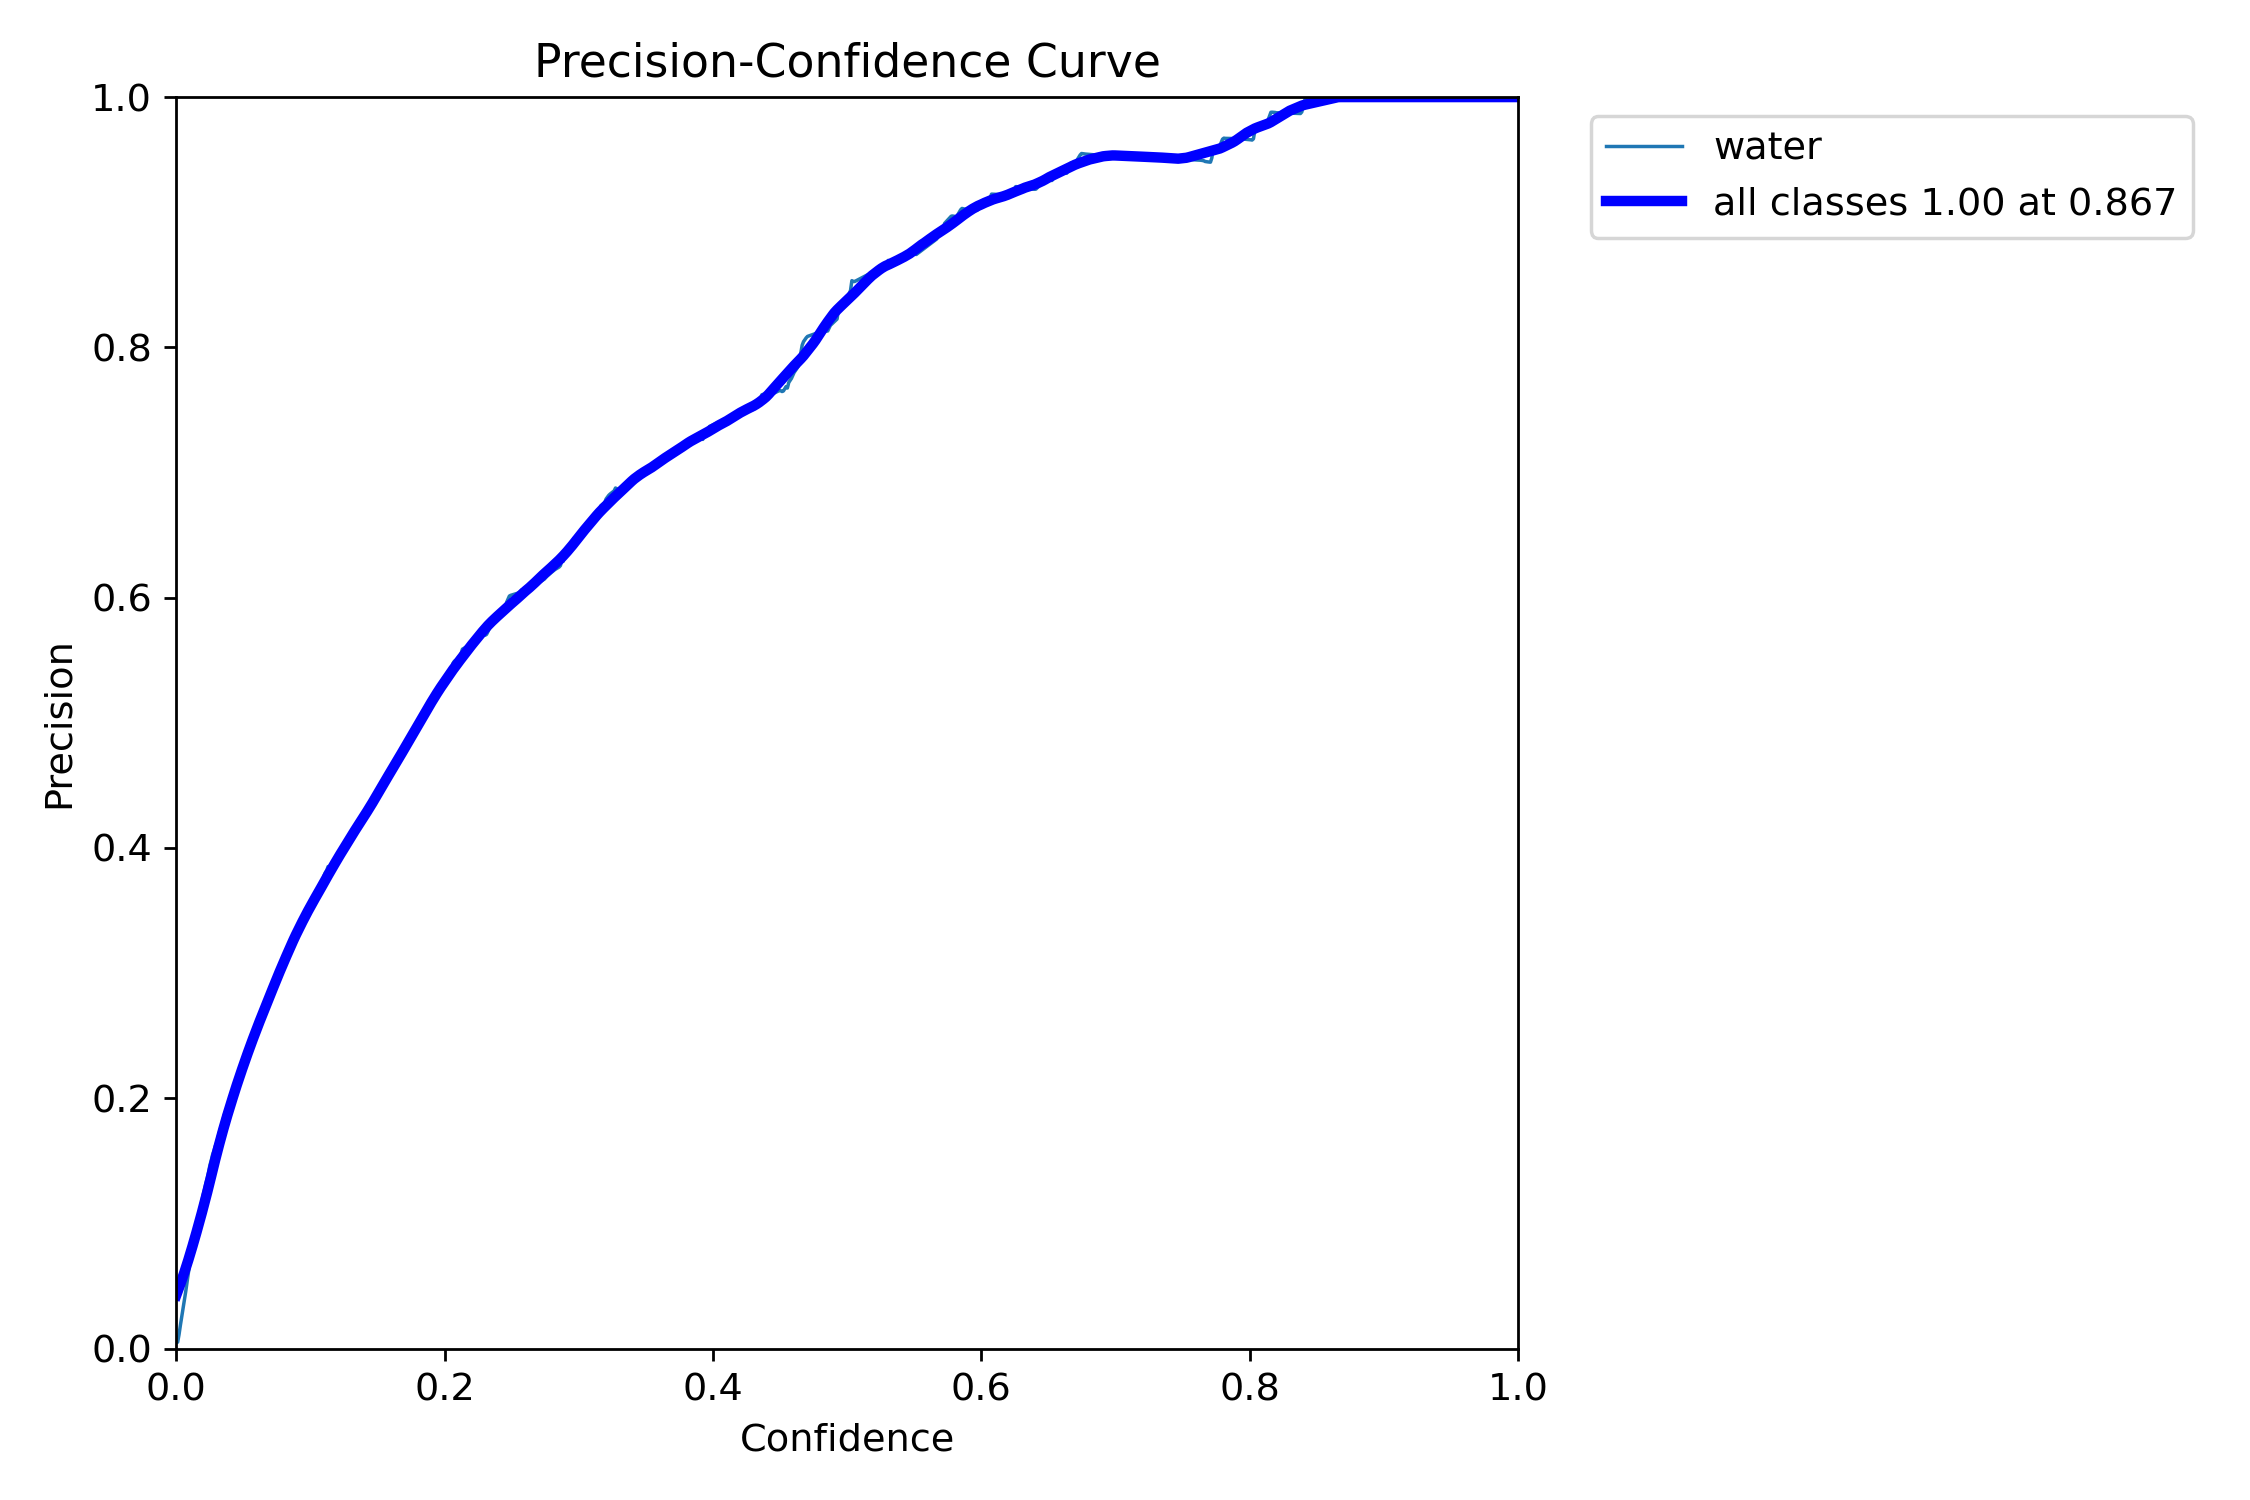 Precision-Confidence Curve
1.0
0.8
0.6
0.4
0.2
0.0
Precision
0.0 0.2 0.4 0.6 0.8 1.0
Confidence
water
all classes 1.00 at 0.867